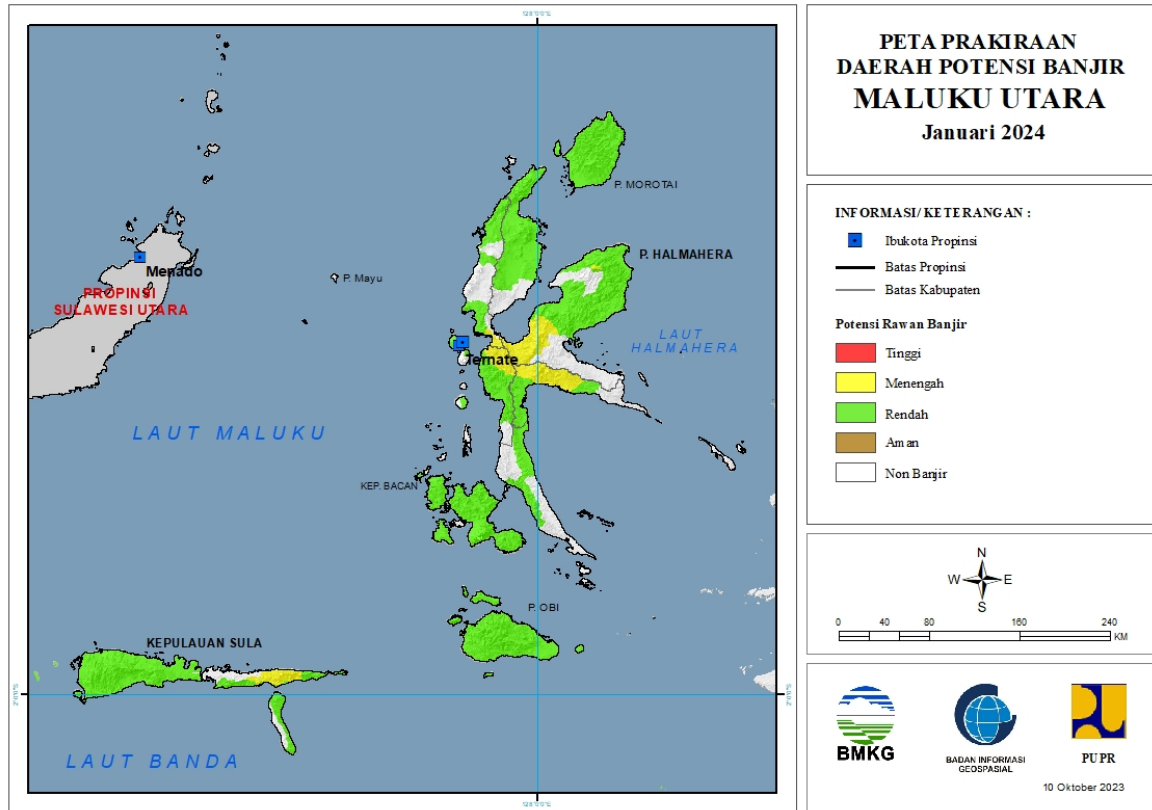 PETA PRAKIRAAN
DAERAH POTENSI BANJIR
MALUKU UTARA
Januari 2024
P. MOROTAI
P. HALMAHERA
Menado
P. Mayu
PROPINSI
SULAWESI UTARA
LAUT
HALMAHERA
Ternate
LAUT MALUKU
KEP. BACAN
P. OBI
KEPULAUAN SULA
LAUT BANDA
INFORMASI/ KETERANGAN :
Ibukota Propinsi
Batas Propinsi
Batas Kabupaten
Potensi Rawan Banjir
Tinggi
Menengah
Rendah
Aman
Non Banjir
N
W E
S
0 40 80 160 240
KM
BMKG
BADAN INFORMASI
GEOSPASIAL
PUPR
10 Oktober 2023